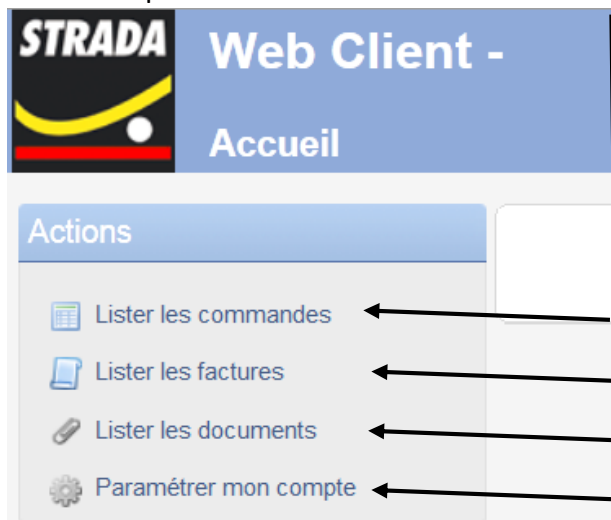 STRADA
Web Client -
Accueil
Actions
Lister les commandes
Lister les factures
Lister les documents
Paramétrer mon compte